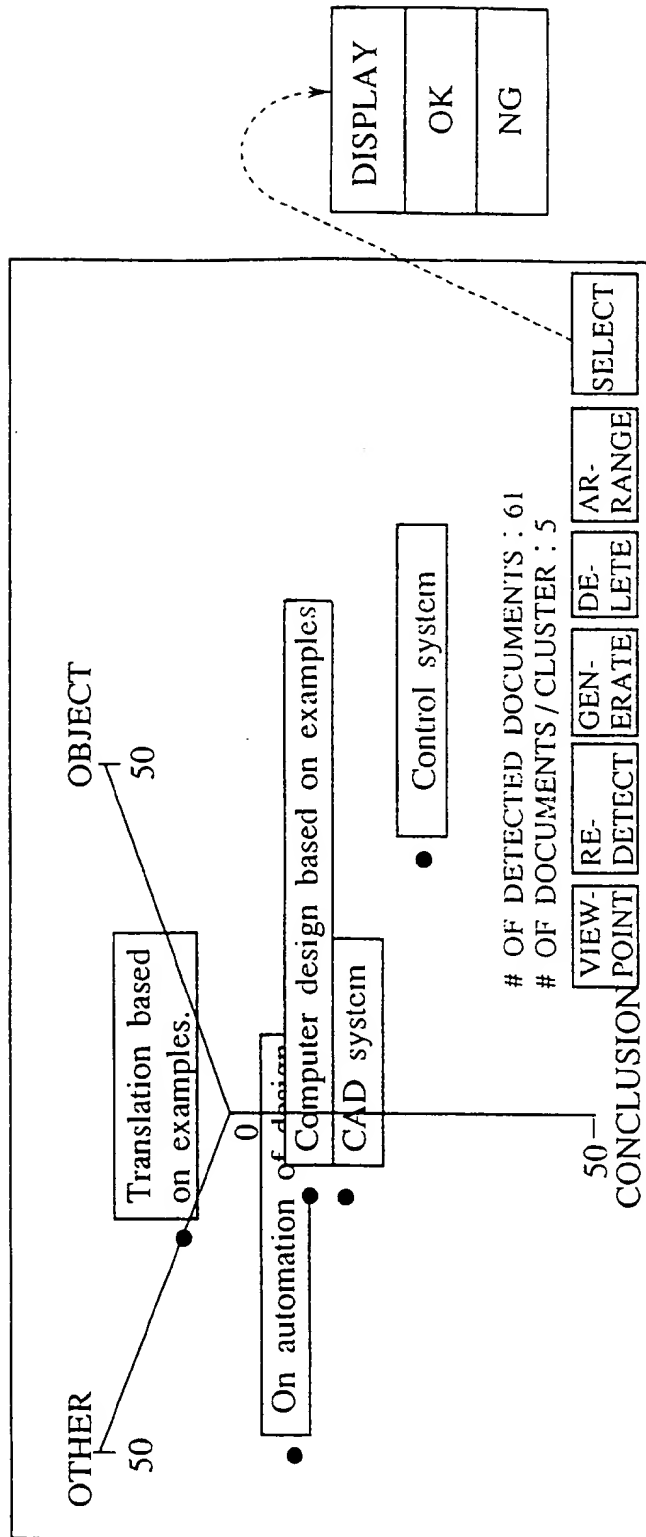 OTHER
50
OBJECT
50
Translation based
on examples.
0
On automation of design
Computer design based on examples
CAD system
Control system
# OF DETECTED DOCUMENTS : 61
# OF DOCUMENTS / CLUSTER : 5
50
CONCLUSION
VIEW-
POINT
RE-
DETECT
GEN-
ERATE
DE-
LETE
AR-
RANGE
SELECT
DISPLAY
OK
NG